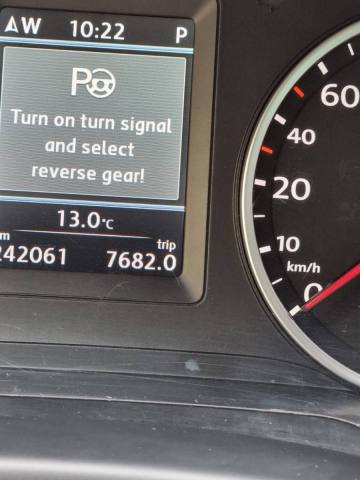 W 10:22 P
P
Turn on turn signal
and select
reverse gear!
13.0°C
trip
242061 7682.0
60
40
20
10
km/h
0